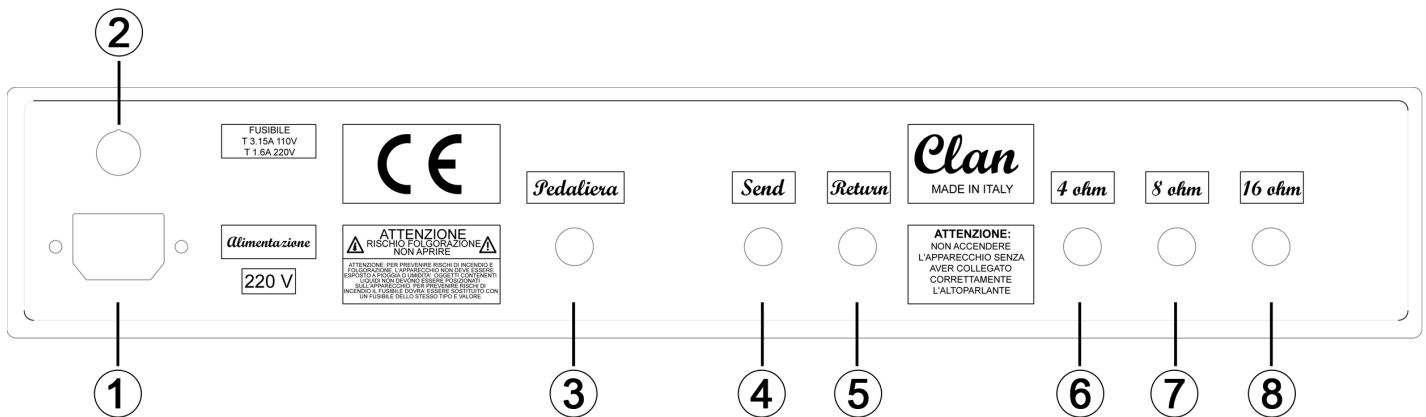 2
FUSIBILE
T 3.15A 110V
T 1.6A 220V
CE
Clan
MADE IN ITALY
Pedaliera
Send
Return
4 ohm
8 ohm
16 ohm
Alimentazione
220 V
ATTENZIONE
RISCHIO FOLGORAZIONE
NON APRIRE
ATTENZIONE: PER PREVENIRE RISCHI DI INCENDIO E
FOLGORAZIONE, L'APPARECCHIO NON DEVE ESSERE
ESPOSTO A PIOGGIA O UMIDITA'. OGGETTI CONTENENTI
LIQUIDI NON DEVONO ESSERE POSIZIONATI
SULL'APPARECCHIO. PER PREVENIRE RISCHI DI
INCENDIO IL FUSIBILE DOVRA' ESSERE SOSTITUITO CON
UN FUSIBILE DELLO STESSO TIPO E VALORE
ATTENZIONE:
NON ACCENDERE
L'APPARECCHIO SENZA
AVER COLLEGATO
CORRETTAMENTE
L'ALTOPARLANTE
1
3
4
5
6
7
8